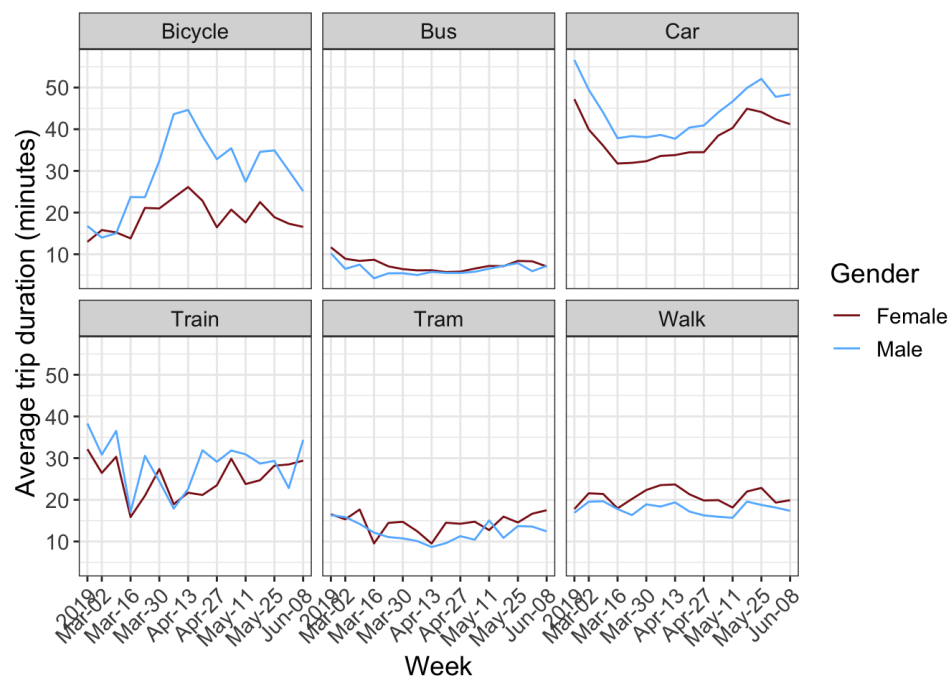 Bicycle Bus Car
50
40
30
20
10
Train Tram Walk
50
40
30
20
10
2019 Mar-02 Mar-16 Mar-30 Apr-13 Apr-27 May-11 May-25 Jun-08
2019 Mar-02 Mar-16 Mar-30 Apr-13 Apr-27 May-11 May-25 Jun-08
2019 Mar-02 Mar-16 Mar-30 Apr-13 Apr-27 May-11 May-25 Jun-08
Average trip duration (minutes)
Week
Gender
Female
Male